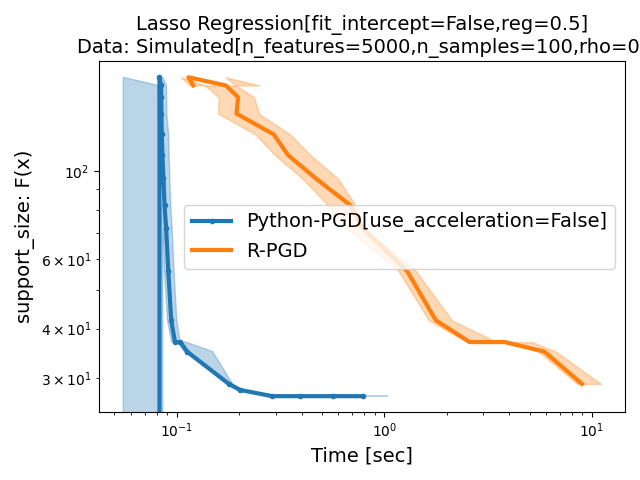 Lasso Regression[fit_intercept=False,reg=0.5]
Data: Simulated[n_features=5000,n_samples=100,rho=0
support_size: F(x)
10²
6 × 10¹
4 × 10¹
3 × 10¹
Python-PGD[use_acceleration=False]
R-PGD
10⁻¹
10⁰
10¹
Time [sec]